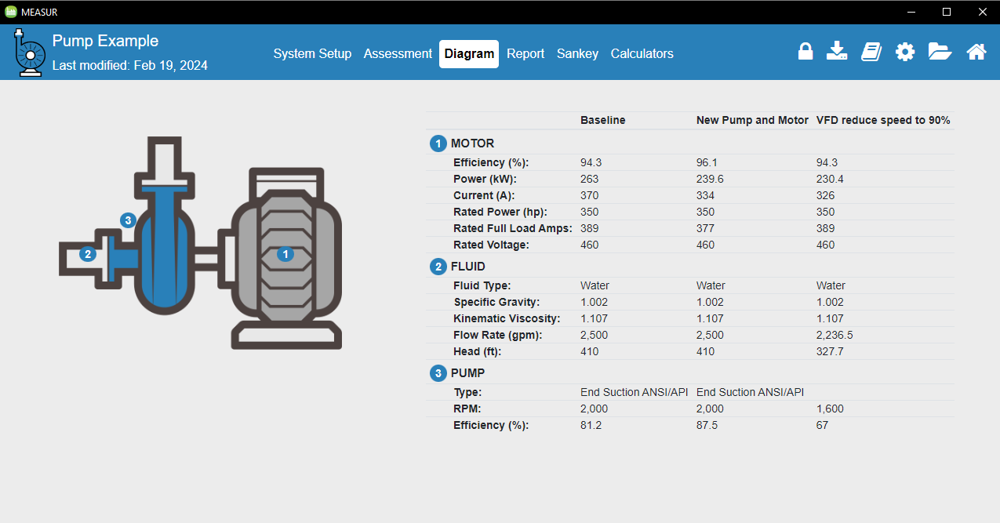 MEASUR
Pump Example
Last modified: Feb 19, 2024
System Setup Assessment Diagram Report Sankey Calculators
3
2
1
Baseline New Pump and Motor VFD reduce speed to 90%
1 MOTOR
Efficiency (%): 94.3 96.1 94.3
Power (kW): 263 239.6 230.4
Current (A): 370 334 326
Rated Power (hp): 350 350 350
Rated Full Load Amps: 389 377 389
Rated Voltage: 460 460 460
2 FLUID
Fluid Type: Water Water Water
Specific Gravity: 1.002 1.002 1.002
Kinematic Viscosity: 1.107 1.107 1.107
Flow Rate (gpm): 2,500 2,500 2,236.5
Head (ft): 410 410 327.7
3 PUMP
Type: End Suction ANSI/API End Suction ANSI/API
RPM: 2,000 2,000 1,600
Efficiency (%): 81.2 87.5 67